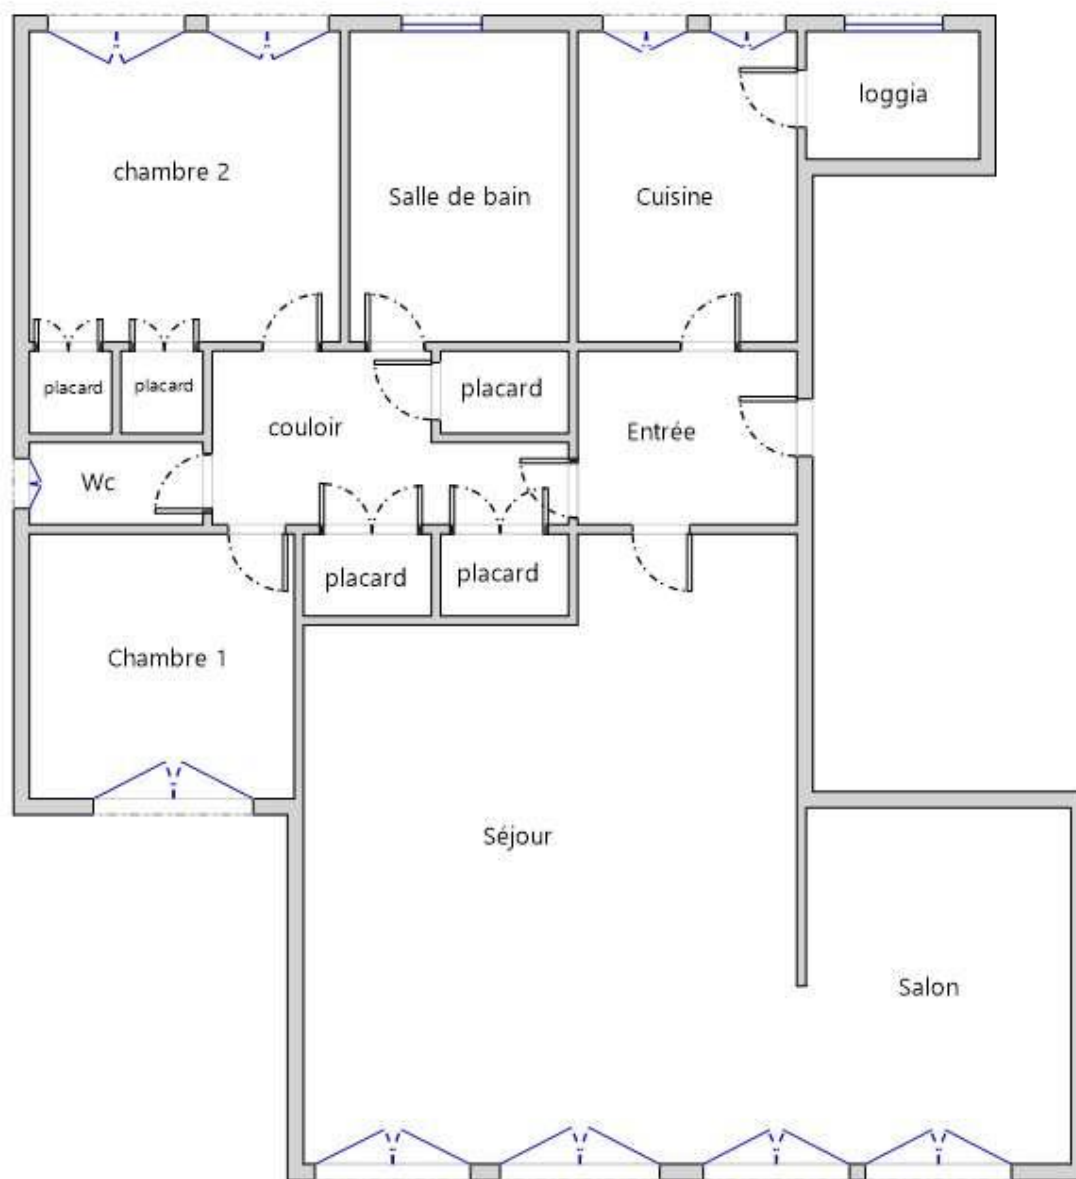 loggia
chambre 2
Salle de bain
Cuisine
placard
placard
placard
couloir
Entrée
Wc
placard
placard
Chambre 1
Séjour
Salon